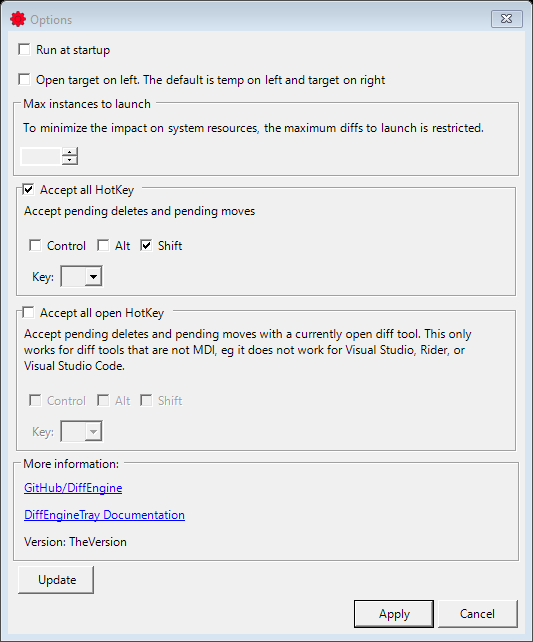 Options
Run at startup
Open target on left. The default is temp on left and target on right
Max instances to launch
To minimize the impact on system resources, the maximum diffs to launch is restricted.
Accept all HotKey
Accept pending deletes and pending moves
Control Alt Shift
Key:
Accept all open HotKey
Accept pending deletes and pending moves with a currently open diff tool. This only
works for diff tools that are not MDI, eg it does not work for Visual Studio, Rider, or
Visual Studio Code.
Control Alt Shift
Key:
More information:
GitHub/DiffEngine
DiffEngineTray Documentation
Version: TheVersion
Update
Apply Cancel